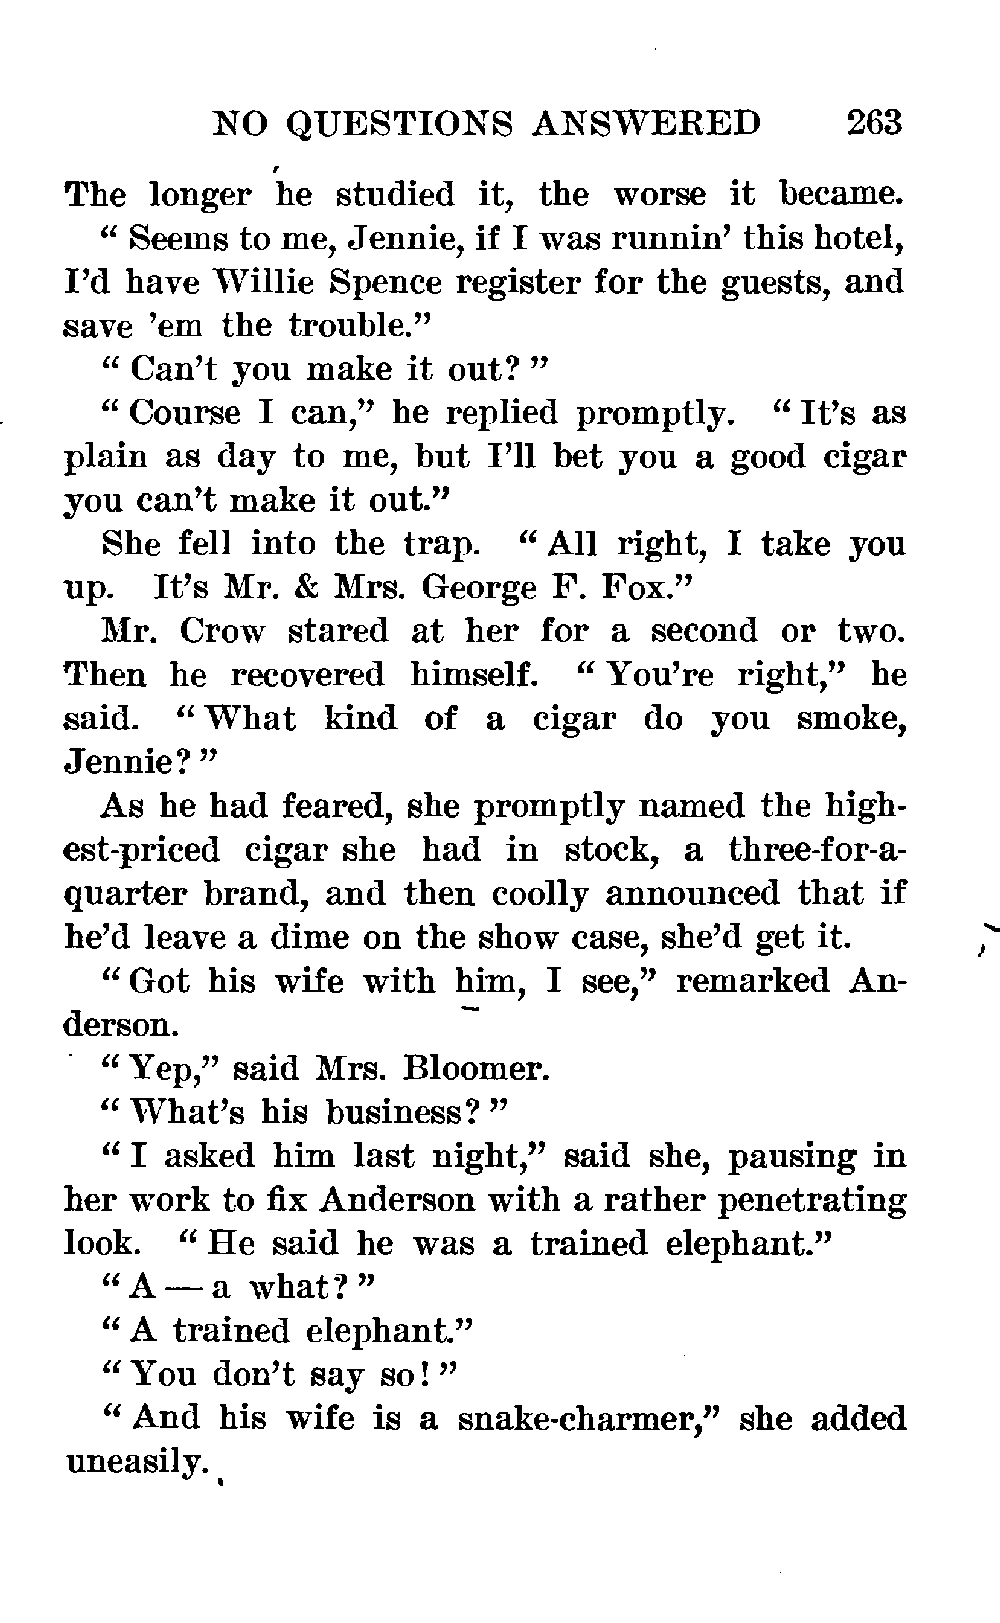 NO QUESTIONS ANSWERED 263
The longer he studied it, the worse it became.
“ Seems to me, Jennie, if I was runnin’ this hotel,
I’d have Willie Spence register for the guests, and
save ’em the trouble.”
“ Can’t you make it out? ”
“ Course I can,” he replied promptly. “ It’s as
plain as day to me, but I’ll bet you a good cigar
you can’t make it out.”
She fell into the trap. “ All right, I take you
up. It’s Mr. & Mrs. George F. Fox.”
Mr. Crow stared at her for a second or two.
Then he recovered himself. “ You’re right,” he
said. “ What kind of a cigar do you smoke,
Jennie? ”
As he had feared, she promptly named the high-
est-priced cigar she had in stock, a three-for-a-
quarter brand, and then coolly announced that if
he’d leave a dime on the show case, she’d get it.
“ Got his wife with him, I see,” remarked An-
derson.
“ Yep,” said Mrs. Bloomer.
“ What’s his business? ”
“ I asked him last night,” said she, pausing in
her work to fix Anderson with a rather penetrating
look. “ He said he was a trained elephant.”
“ A — a what? ”
“ A trained elephant.”
“ You don’t say so! ”
“ And his wife is a snake-charmer,” she added
uneasily.